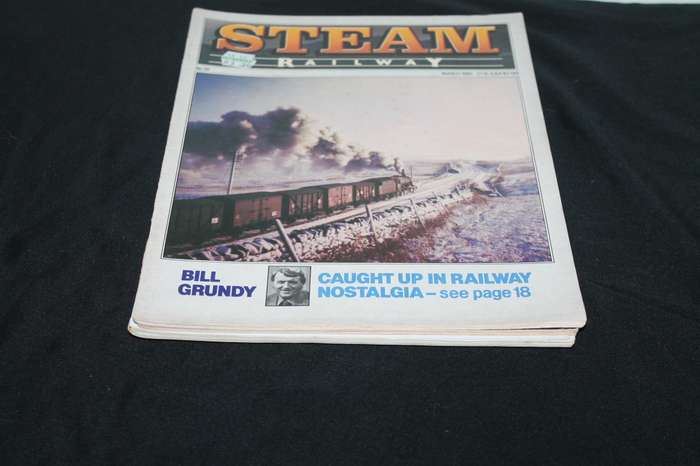 STEAM
RAILWAY
BILL
GRUNDY
CAUGHT UP IN RAILWAY
NOSTALGIA – see page 18